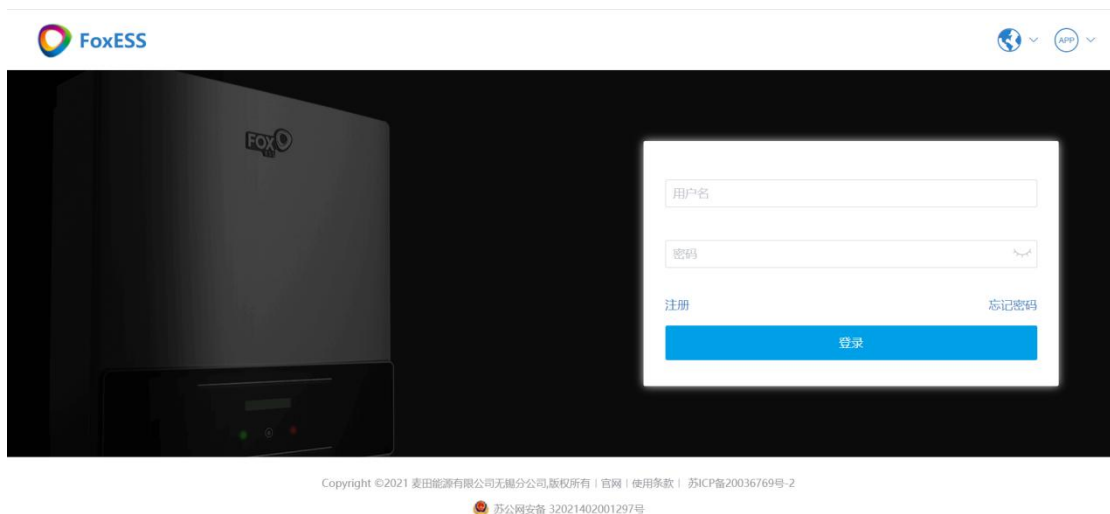 FoxESS
APP
FOX
用户名
密码
注册 忘记密码
登录
Copyright ©2021 麦田能源有限公司无锡分公司,版权所有 | 官网 | 使用条款 | 苏ICP备20036769号-2
苏公网安备 32021402001297号